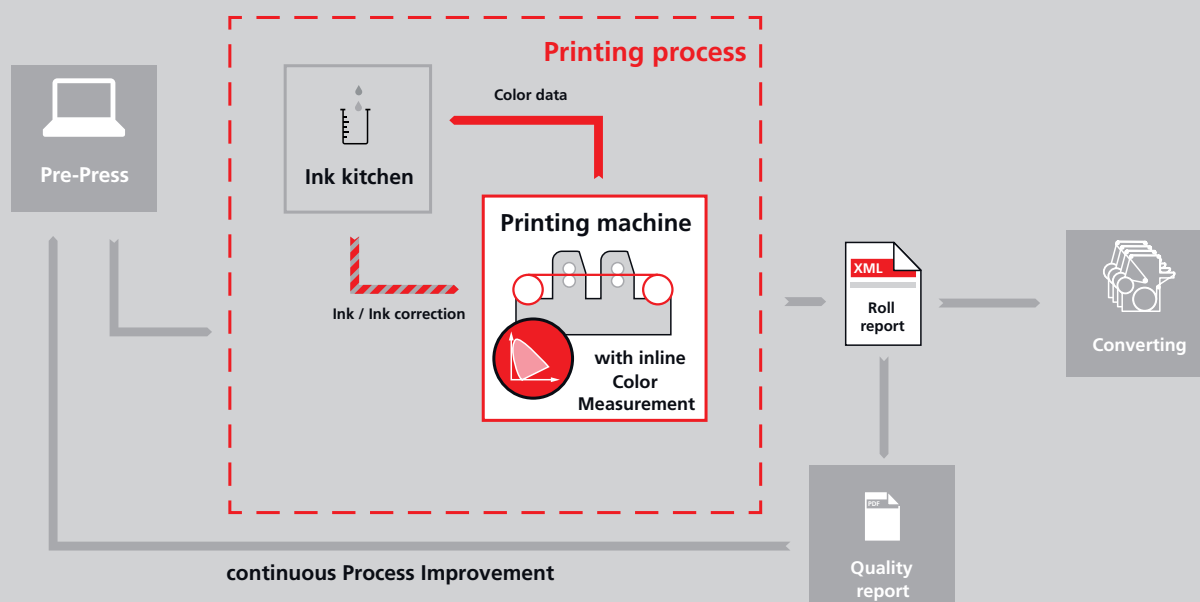 Printing process
Color data
Pre-Press
Ink kitchen
Printing machine
Ink / Ink correction
with inline
Color
Measurement
XML
Roll
report
Converting
PDF
Quality
report
continuous Process Improvement